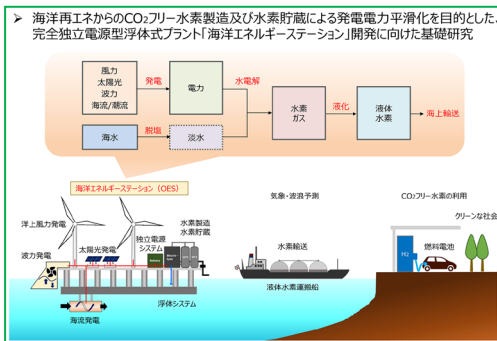 ➢ 海洋再エネからのCO₂フリー水素製造及び水素貯蔵による発電電力平滑化を目的とした、
完全独立電源型浮体式プラント「海洋エネルギーステーション」開発に向けた基礎研究
風力
太陽光
波力
海流/潮流
発電
電力
水電解
水素
ガス
液化
液体
水素
海上輸送
海水
脱塩
淡水
海洋エネルギーステーション(OES)
気象・波浪予測
CO₂フリー水素の利用
クリーンな社会
洋上風力発電
太陽光発電
独立電源
システム
水素製造
水素貯蔵
波力発電
水素輸送
H2
燃料電池
液体水素運搬船
浮体システム
海流発電